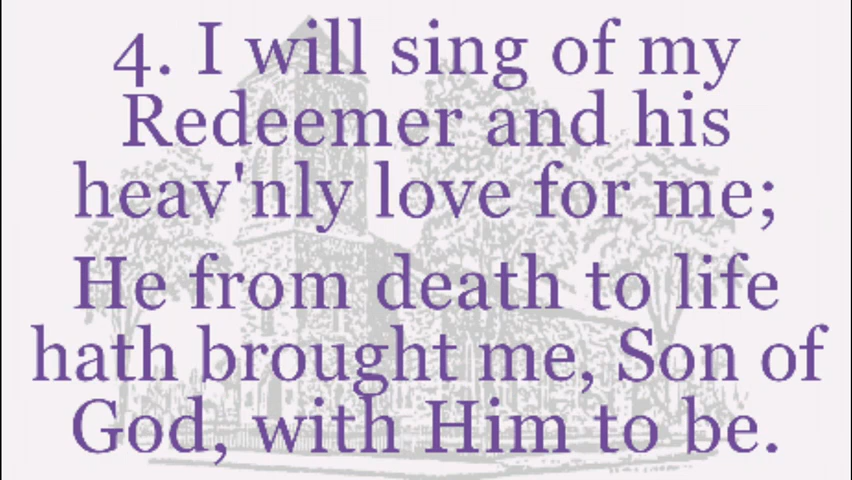 4. I will sing of my
Redeemer and his
heav'nly love for me;
He from death to life
hath brought me, Son of
God, with Him to be.